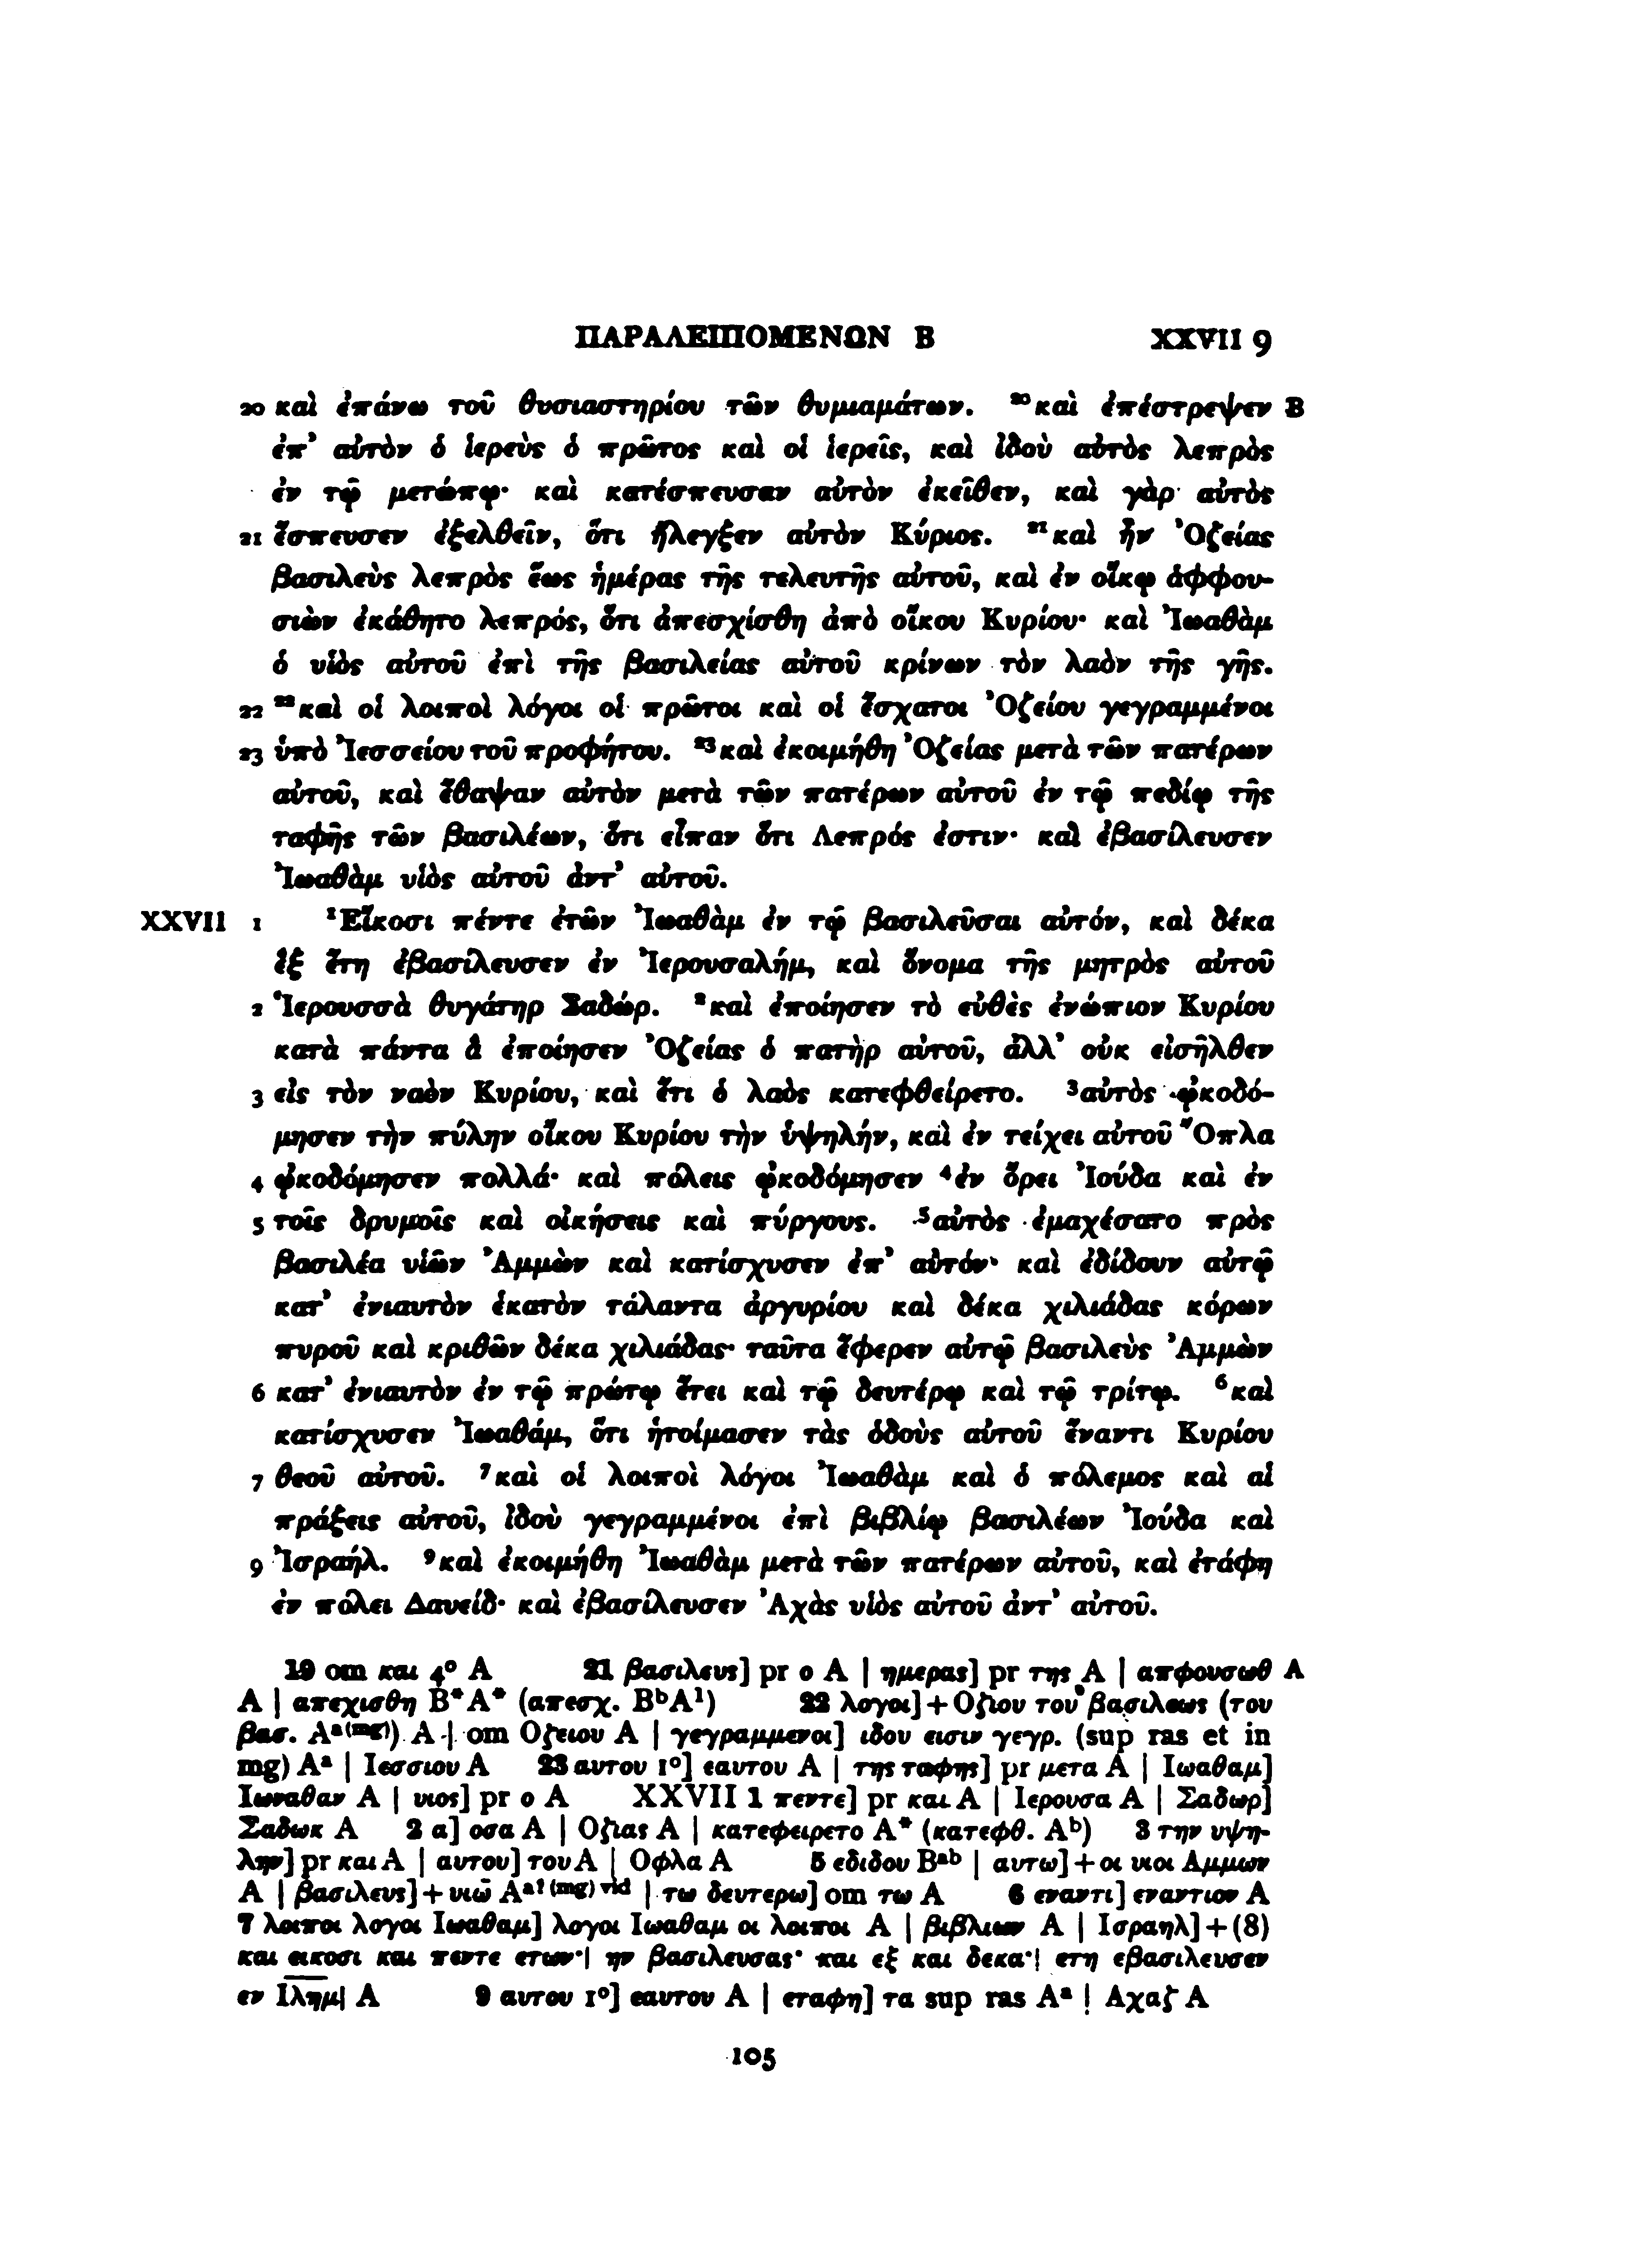 ΠΑΡΑΛΕΙΠΟΜΕΝΩΝ Β XXVII 9
20 καὶ ἐπάνω τοῦ θυσιαστηρίου τῶν θυμιαμάτων. ²⁰καὶ ἐπέστρεψεν B
ἐπ’ αὐτὸν ὁ ἱερεὺς ὁ πρῶτος καὶ οἱ ἱερεῖς, καὶ ἰδοὺ αὐτὸς λεπρὸς
ἐν τῷ μετώπῳ· καὶ κατέσπευσαν αὐτὸν ἐκεῖθεν, καὶ γὰρ αὐτὸς
21 ἔσπευσεν ἐξελθεῖν, ὅτι ἤλεγξεν αὐτὸν Κύριος. ²¹καὶ ἦν Ὀζείας
βασιλεὺς λεπρὸς ἕως ἡμέρας τῆς τελευτῆς αὐτοῦ, καὶ ἐν οἴκῳ ἀφφου-
σιὼν ἐκάθητο λεπρός, ὅτι ἀπεσχίσθη ἀπὸ οἴκου Κυρίου· καὶ Ἰωαθὰμ
ὁ υἱὸς αὐτοῦ ἐπὶ τῆς βασιλείας αὐτοῦ κρίνων τὸν λαὸν τῆς γῆς.
22 ²²καὶ οἱ λοιποὶ λόγοι οἱ πρῶτοι καὶ οἱ ἔσχατοι Ὀζείου γεγραμμένοι
23 ὑπὸ Ἰεσσείου τοῦ προφήτου. ²³καὶ ἐκοιμήθη Ὀζείας μετὰ τῶν πατέρων
αὐτοῦ, καὶ ἔθαψαν αὐτὸν μετὰ τῶν πατέρων αὐτοῦ ἐν τῷ πεδίῳ τῆς
ταφῆς τῶν βασιλέων, ὅτι εἶπαν ὅτι Λεπρός ἐστιν· καὶ ἐβασίλευσεν
Ἰωαθὰμ υἱὸς αὐτοῦ ἀντ’ αὐτοῦ.
XXVII 1 ¹Εἴκοσι πέντε ἐτῶν Ἰωαθὰμ ἐν τῷ βασιλεῦσαι αὐτόν, καὶ δέκα
ἓξ ἔτη ἐβασίλευσεν ἐν Ἰερουσαλήμ, καὶ ὄνομα τῆς μητρὸς αὐτοῦ
2 Ἱερουσσὰ θυγάτηρ Σαδώρ. ²καὶ ἐποίησεν τὸ εὐθὲς ἐνώπιον Κυρίου
κατὰ πάντα ἃ ἐποίησεν Ὀζείας ὁ πατὴρ αὐτοῦ, ἀλλ’ οὐκ εἰσῆλθεν
3 εἰς τὸν ναὸν Κυρίου, καὶ ἔτι ὁ λαὸς κατεφθείρετο. ³αὐτὸς ᾠκοδό-
μησεν τὴν πύλην οἴκου Κυρίου τὴν ὑψηλήν, καὶ ἐν τείχει αὐτοῦ Ὄπλα
4 ᾠκοδόμησεν πολλά· καὶ πόλεις ᾠκοδόμησεν ⁴ἐν ὄρει Ἰούδα καὶ ἐν
5 τοῖς δρυμοῖς καὶ οἰκήσεις καὶ πύργους. ⁵αὐτὸς ἐμαχέσατο πρὸς
βασιλέα υἱῶν Ἀμμὼν καὶ κατίσχυσεν ἐπ’ αὐτόν· καὶ ἐδίδουν αὐτῷ
κατ’ ἐνιαυτὸν ἑκατὸν τάλαντα ἀργυρίου καὶ δέκα χιλιάδας κόρων
πυροῦ καὶ κριθῶν δέκα χιλιάδας· ταῦτα ἔφερεν αὐτῷ βασιλεὺς Ἀμμὼν
6 κατ’ ἐνιαυτὸν ἐν τῷ πρώτῳ ἔτει καὶ τῷ δευτέρῳ καὶ τῷ τρίτῳ. ⁶καὶ
κατίσχυσεν Ἰωαθάμ, ὅτι ἡτοίμασεν τὰς ὁδοὺς αὐτοῦ ἔναντι Κυρίου
7 θεοῦ αὐτοῦ. ⁷καὶ οἱ λοιποὶ λόγοι Ἰωαθὰμ καὶ ὁ πόλεμος καὶ αἱ
πράξεις αὐτοῦ, ἰδοὺ γεγραμμένοι ἐπὶ βιβλίῳ βασιλέων Ἰούδα καὶ
9 Ἰσραήλ. ⁹καὶ ἐκοιμήθη Ἰωαθὰμ μετὰ τῶν πατέρων αὐτοῦ, καὶ ἐτάφη
ἐν πόλει Δαυείδ· καὶ ἐβασίλευσεν Ἀχὰς υἱὸς αὐτοῦ ἀντ’ αὐτοῦ.
19 om και 4° A 21 βασιλευς] pr ο A | ημερας] pr της A | απφουσωθ A
A | απεχισθη B*A* (απεσχ. BᵇA¹) 22 λογοι]+Οζιου του βασιλεως (του
βασ. Aᵃ⁽ᵐᵍ⁾) A | om Οζειου A | γεγραμμενοι] ιδου εισιν γεγρ. (sup ras et in
mg) Aᵃ | Ιεσσιου A 23 αυτου 1°] εαυτου A | της ταφης] pr μετα A | Ιωαθαμ]
Ιωναθαν A | υιος] pr ο A XXVII 1 πεντε] pr και A | Ιερουσα A | Σαδωρ]
Σαδωκ A 2 α] οσα A | Οζιας A | κατεφειρετο A* (κατεφθ. Aᵇ) 3 την υψη-
λην] pr και A | αυτου] του A | Οφλα A 5 εδιδου Bᵃᵇ | αυτω]+οι υιοι Αμμων
A | βασιλευς]+υιω̄ Aᵃ?⁽ᵐᵍ⁾ ᵛⁱᵈ | τω δευτερω] om τω A 6 εναντι] εναντιον A
7 λοιποι λογοι Ιωαθαμ] λογοι Ιωαθαμ οι λοιποι A | βιβλιων A | Ισραηλ]+(8)
και εικοσι και πεντε ετων·| ην βασιλευσας· και εξ και δεκα·| ετη εβασιλευσεν
εν Ιλ̅η̅μ̅| A 9 αυτου 1°] εαυτου A | εταφη] τα sup ras Aᵃ | Αχαζ A
105